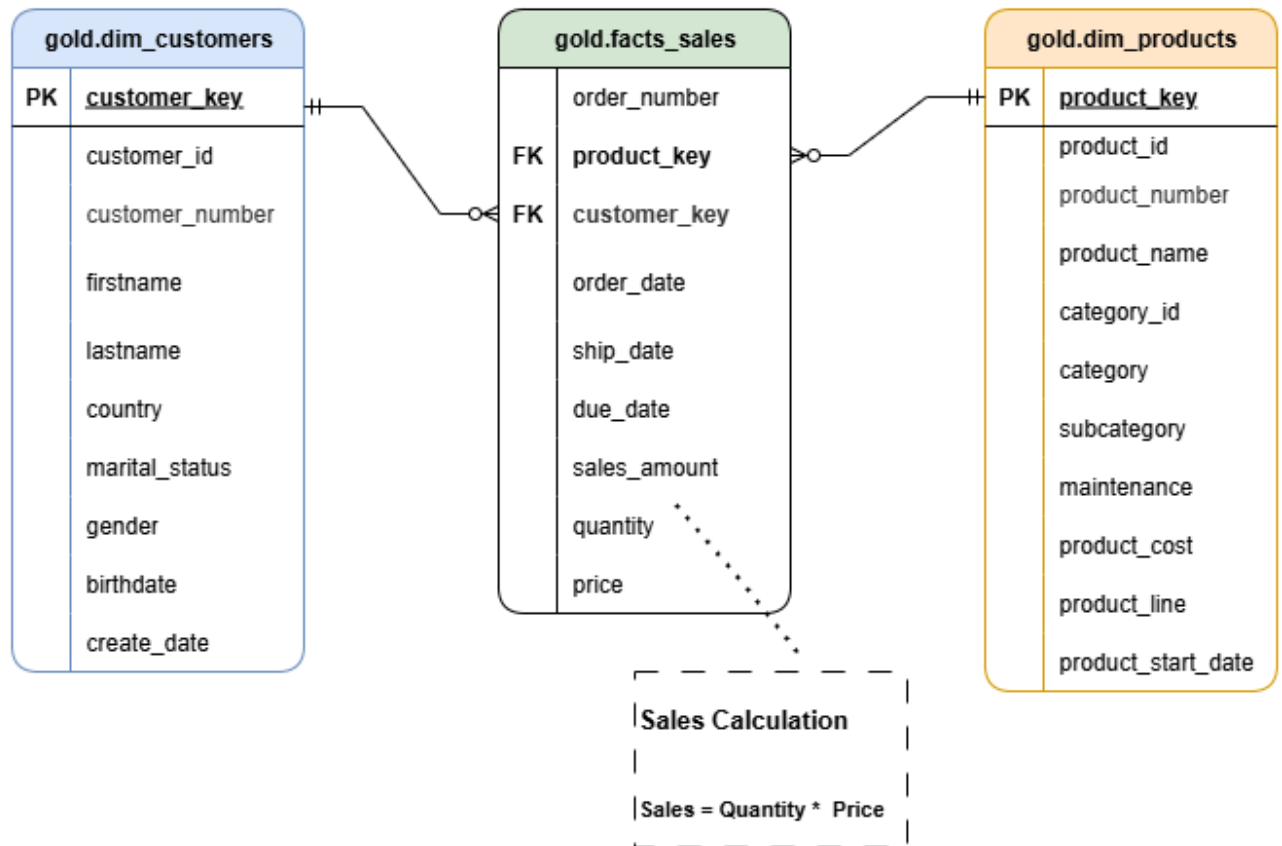 gold.dim_customers
PK customer_key
customer_id
customer_number
firstname
lastname
country
marital_status
gender
birthdate
create_date
gold.facts_sales
order_number
FK product_key
FK customer_key
order_date
ship_date
due_date
sales_amount
quantity
price
gold.dim_products
PK product_key
product_id
product_number
product_name
category_id
category
subcategory
maintenance
product_cost
product_line
product_start_date
Sales Calculation
Sales = Quantity * Price